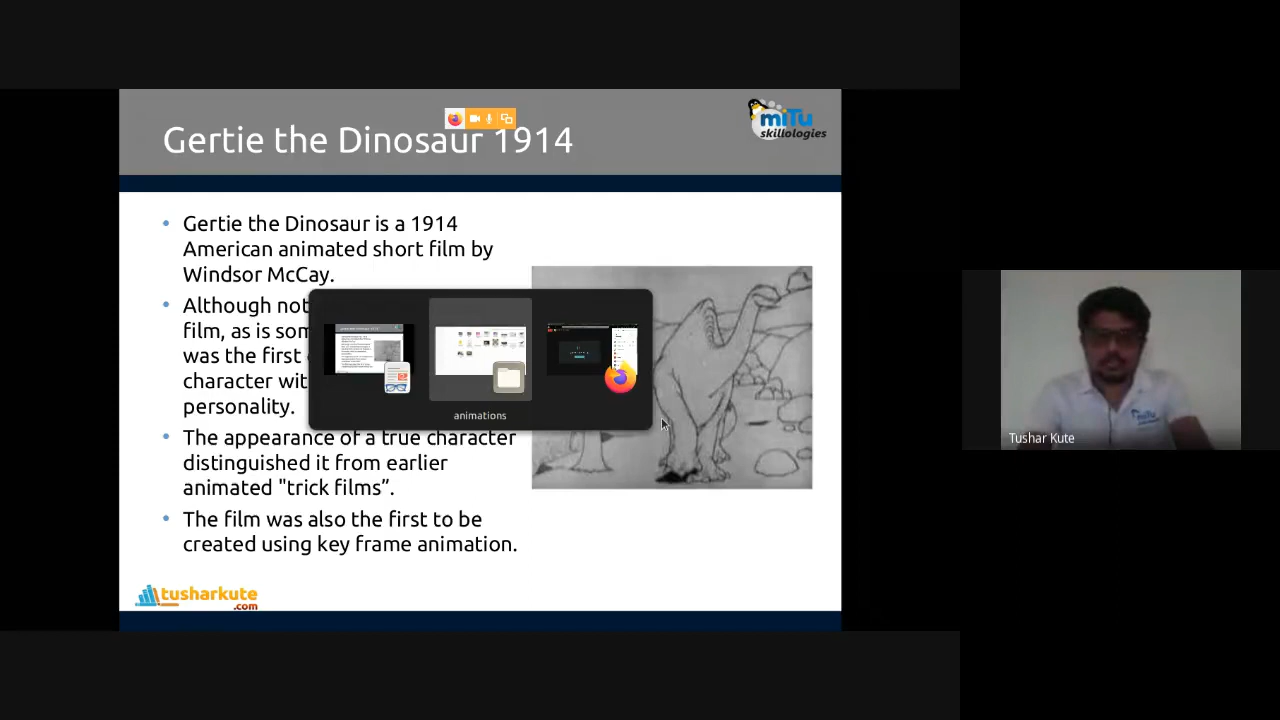 Gertie the Dinosaur 1914
miTu
skillologies
Gertie the Dinosaur is a 1914
American animated short film by
Windsor McCay.
Although not
film, as is som
was the first
character wit
personality.
animations
The appearance of a true character
distinguished it from earlier
animated "trick films”.
The film was also the first to be
created using key frame animation.
tusharkute
.com
miTu
Tushar Kute